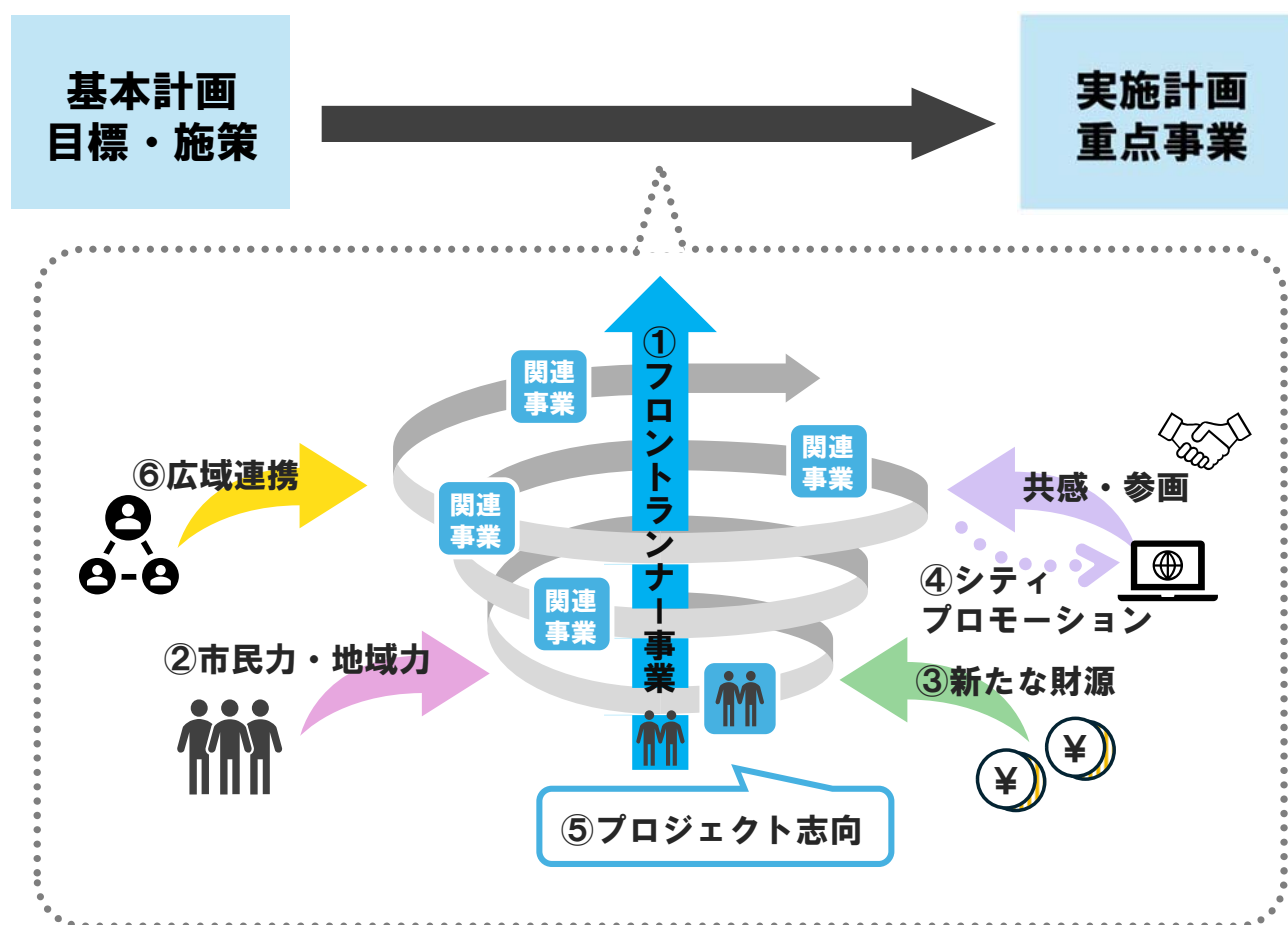 基本計画
目標・施策
実施計画
重点事業
①フロントランナー事業
関連
事業
関連
事業
関連
事業
関連
事業
⑥広域連携
共感・参画
④シティ
プロモーション
②市民力・地域力
③新たな財源
¥
¥
⑤プロジェクト志向